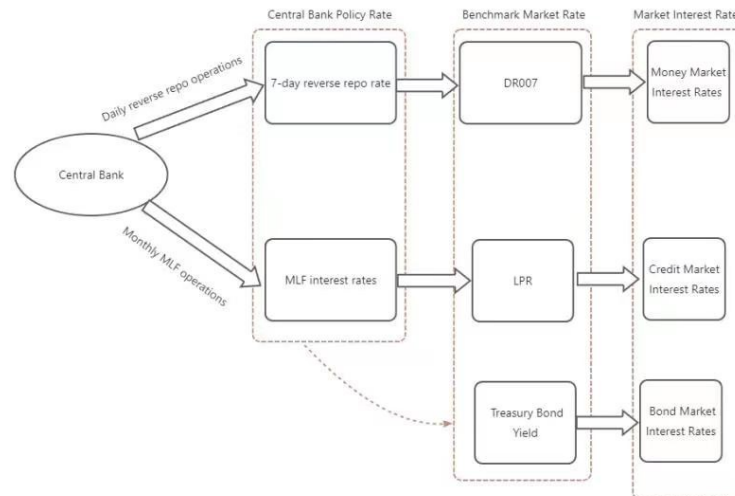 Central Bank Policy Rate
Benchmark Market Rate
Market Interest Rate
Daily reverse repo operations
7-day reverse repo rate
DR007
Money Market
Interest Rates
Central Bank
Monthly MLF operations
MLF interest rates
LPR
Credit Market
Interest Rates
Treasury Bond
Yield
Bond Market
Interest Rates